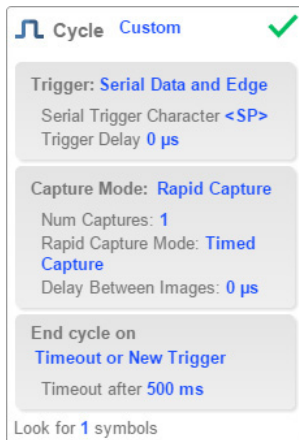 Cycle Custom
Trigger: Serial Data and Edge
Serial Trigger Character <SP>
Trigger Delay 0 µs
Capture Mode: Rapid Capture
Num Captures: 1
Rapid Capture Mode: Timed
Capture
Delay Between Images: 0 µs
End cycle on
Timeout or New Trigger
Timeout after 500 ms
Look for 1 symbols